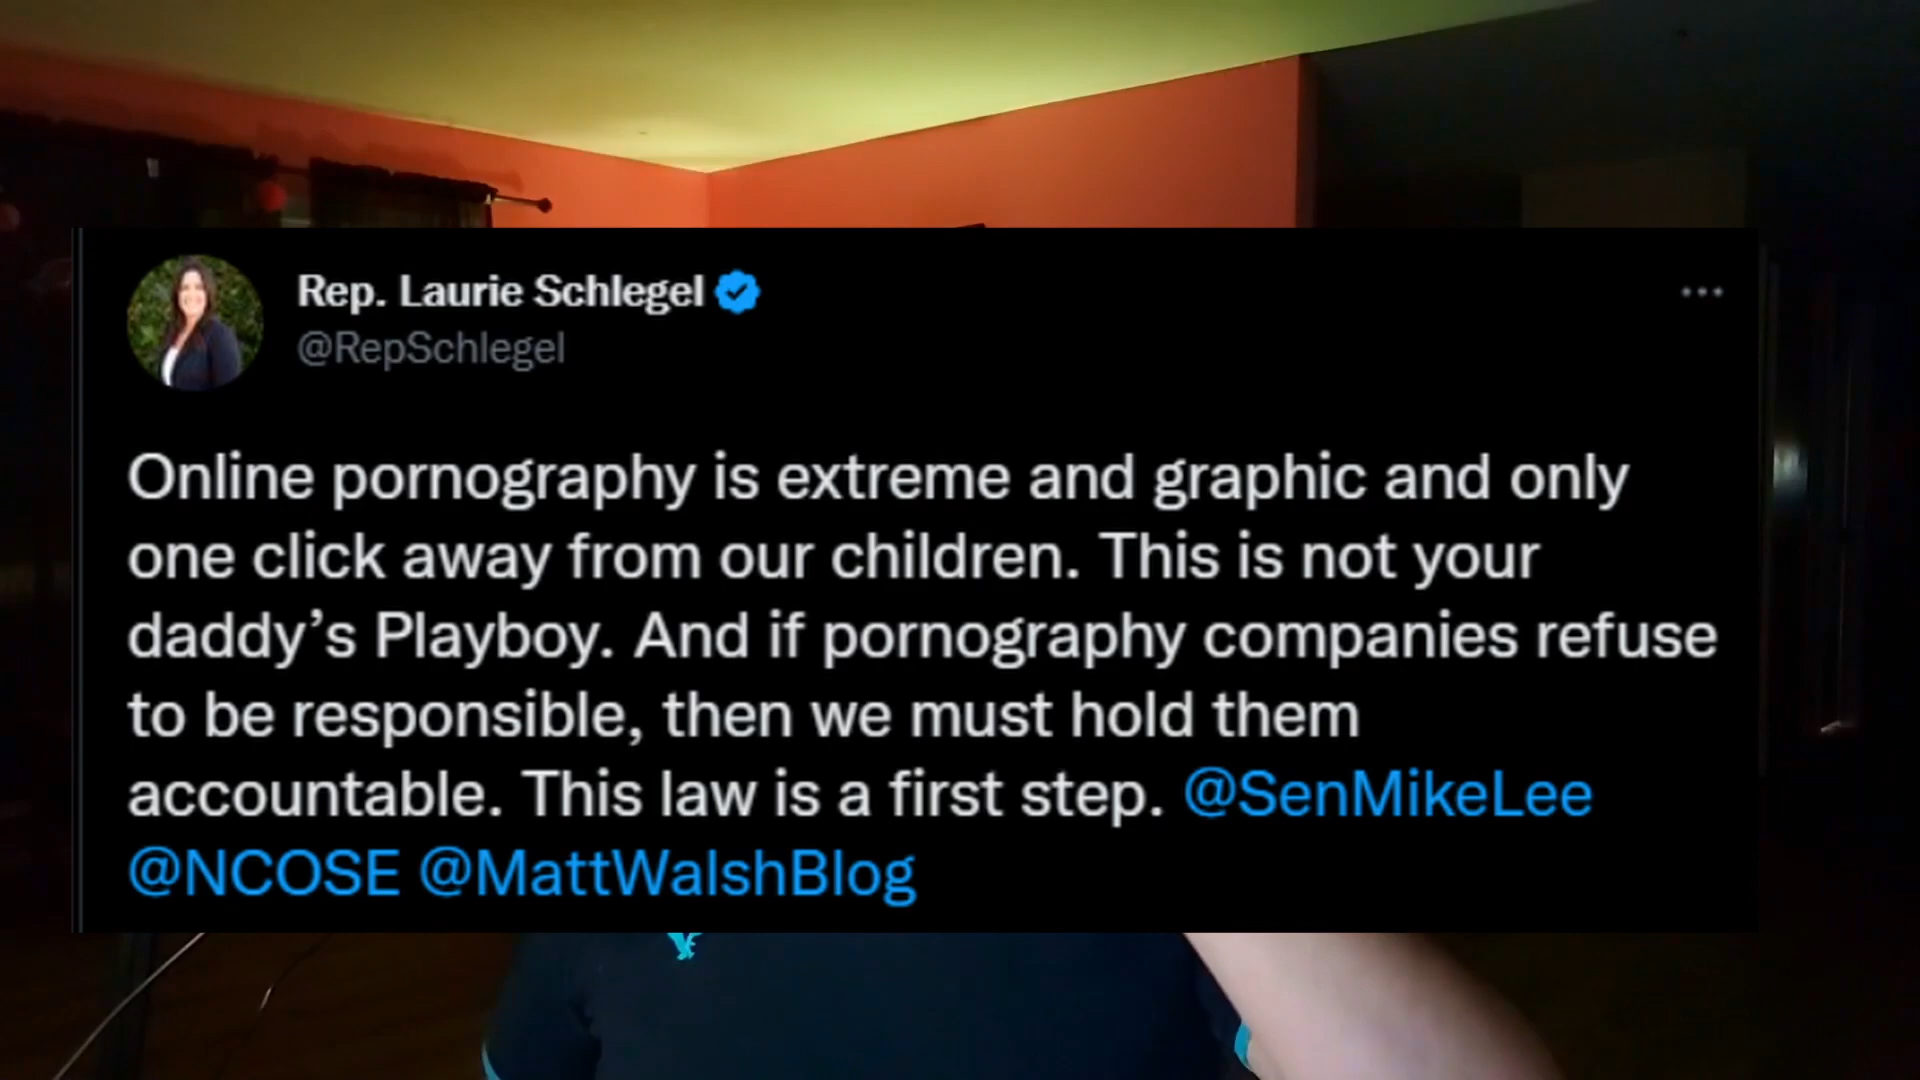 Rep. Laurie Schlegel
@RepSchlegel
Online pornography is extreme and graphic and only
one click away from our children. This is not your
daddy’s Playboy. And if pornography companies refuse
to be responsible, then we must hold them
accountable. This law is a first step. @SenMikeLee
@NCOSE @MattWalshBlog